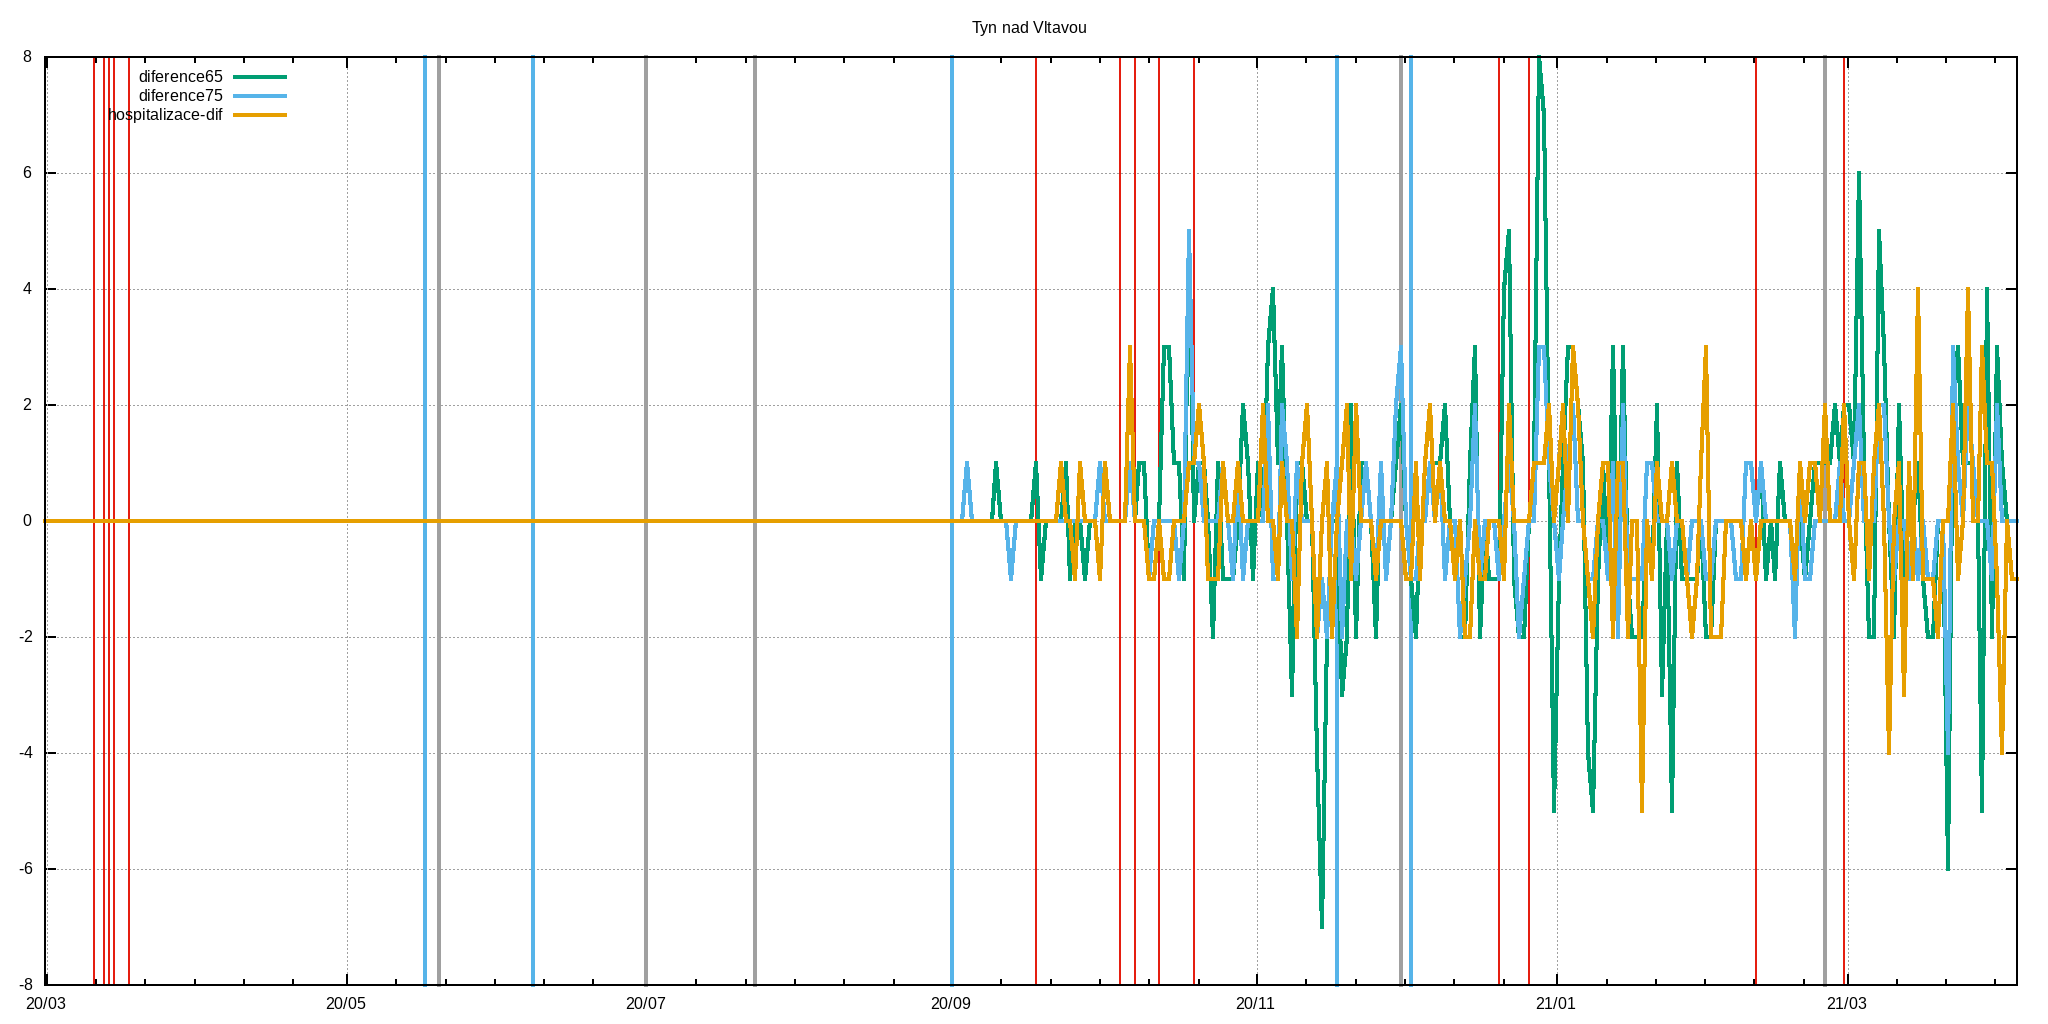 Tyn nad Vltavou
8
diference65
diference75
hospitalizace-dif
6
4
2
0
-2
-4
-6
-8
20/03 20/05 20/07 20/09 20/11 21/01 21/03